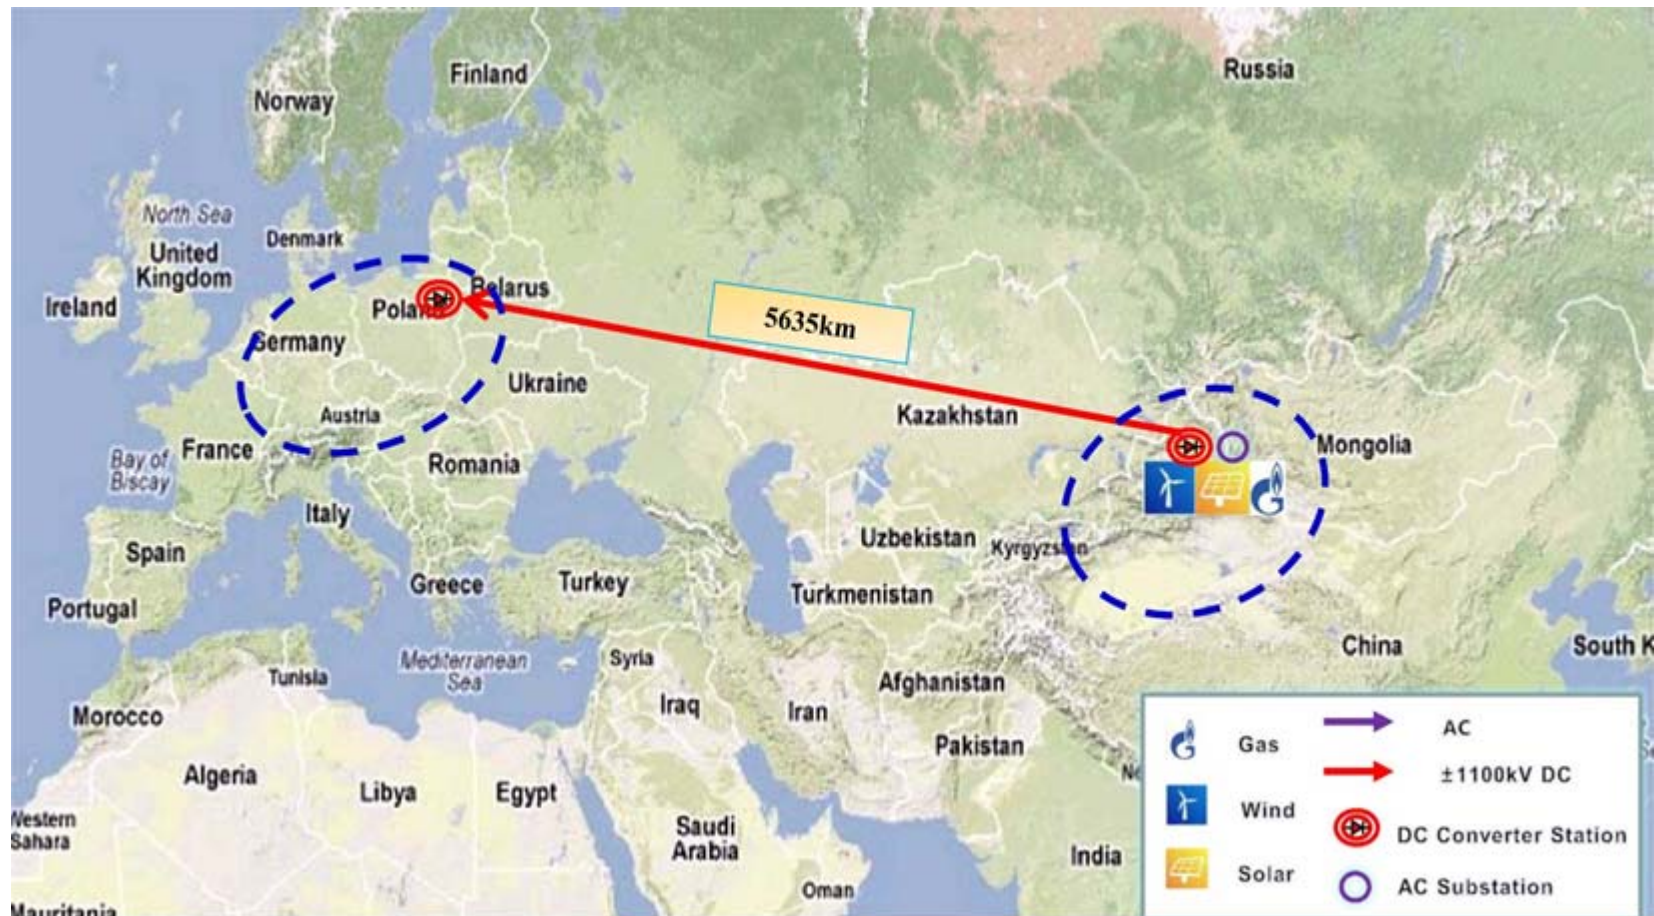 Finland
Russia
Norway
North Sea
Denmark
United
Kingdom
Belarus
Ireland
Poland
5635km
Germany
Ukraine
Austria
Kazakhstan
Mongolia
France
Bay of
Biscay
Romania
Italy
Uzbekistan
Kyrgyzstan
Spain
Greece
Turkey
Turkmenistan
Portugal
China
South K
Mediterranean
Sea
Syria
Tunisia
Afghanistan
Morocco
Iraq
Iran
Pakistan
Algeria
Libya
Egypt
Ne
Western
Sahara
Saudi
Arabia
India
Oman
Mauritania
Gas
AC
±1100kV DC
Wind
DC Converter Station
Solar
AC Substation